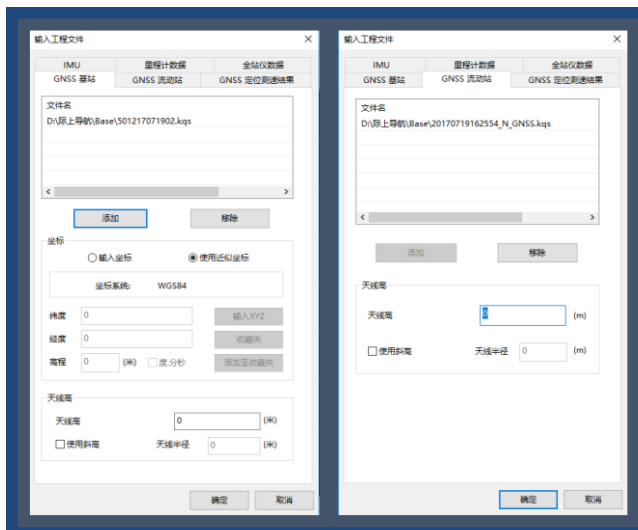 输入工程文件
IMU 里程计数据 全站仪数据
GNSS 基站 GNSS 流动站 GNSS 定位测速结果
文件名
D:\际上导航\Base\501217071902.kqs
添加 移除
坐标
输入坐标 使用近似坐标
坐标系统: WGS84
纬度 0 输入XYZ
经度 0 收藏夹
高程 0 (米) 度分秒 添加至收藏夹
天线高
天线高 0 (米)
使用斜高 天线半径 0 (米)
确定 取消
输入工程文件
IMU 里程计数据 全站仪数据
GNSS 基站 GNSS 流动站 GNSS 定位测速结果
文件名
D:\际上导航\Base\20170719162554_N_GNSS.kqs
添加 移除
天线高
天线高 0 (m)
使用斜高 天线半径 0 (m)
确定 取消